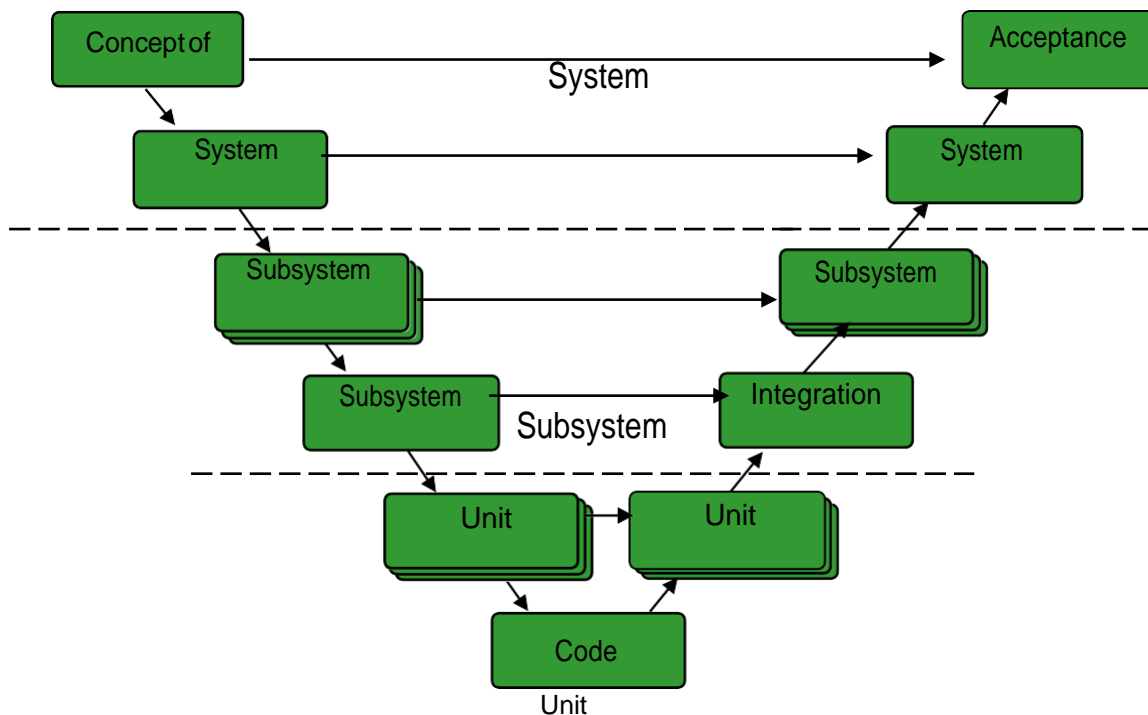 Concept of
Acceptance
System
System
System
Subsystem
Subsystem
Subsystem
Integration
Subsystem
Unit
Unit
Code
Unit